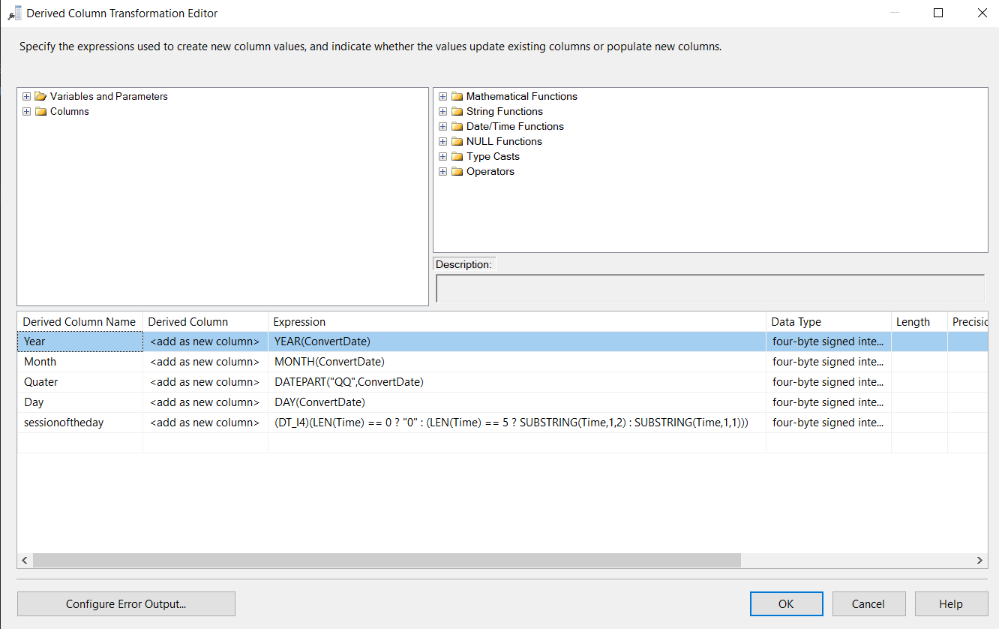 Derived Column Transformation Editor
Specify the expressions used to create new column values, and indicate whether the values update existing columns or populate new columns.
Variables and Parameters
Columns
Mathematical Functions
String Functions
Date/Time Functions
NULL Functions
Type Casts
Operators
Description:
Derived Column Name Derived Column Expression Data Type Length Precisic
Year <add as new column> YEAR(ConvertDate) four-byte signed inte...
Month <add as new column> MONTH(ConvertDate) four-byte signed inte...
Quater <add as new column> DATEPART("QQ",ConvertDate) four-byte signed inte...
Day <add as new column> DAY(ConvertDate) four-byte signed inte...
sessionoftheday <add as new column> (DT_I4)(LEN(Time) == 0 ? "0" : (LEN(Time) == 5 ? SUBSTRING(Time,1,2) : SUBSTRING(Time,1,1))) four-byte signed inte...
Configure Error Output...
OK
Cancel
Help